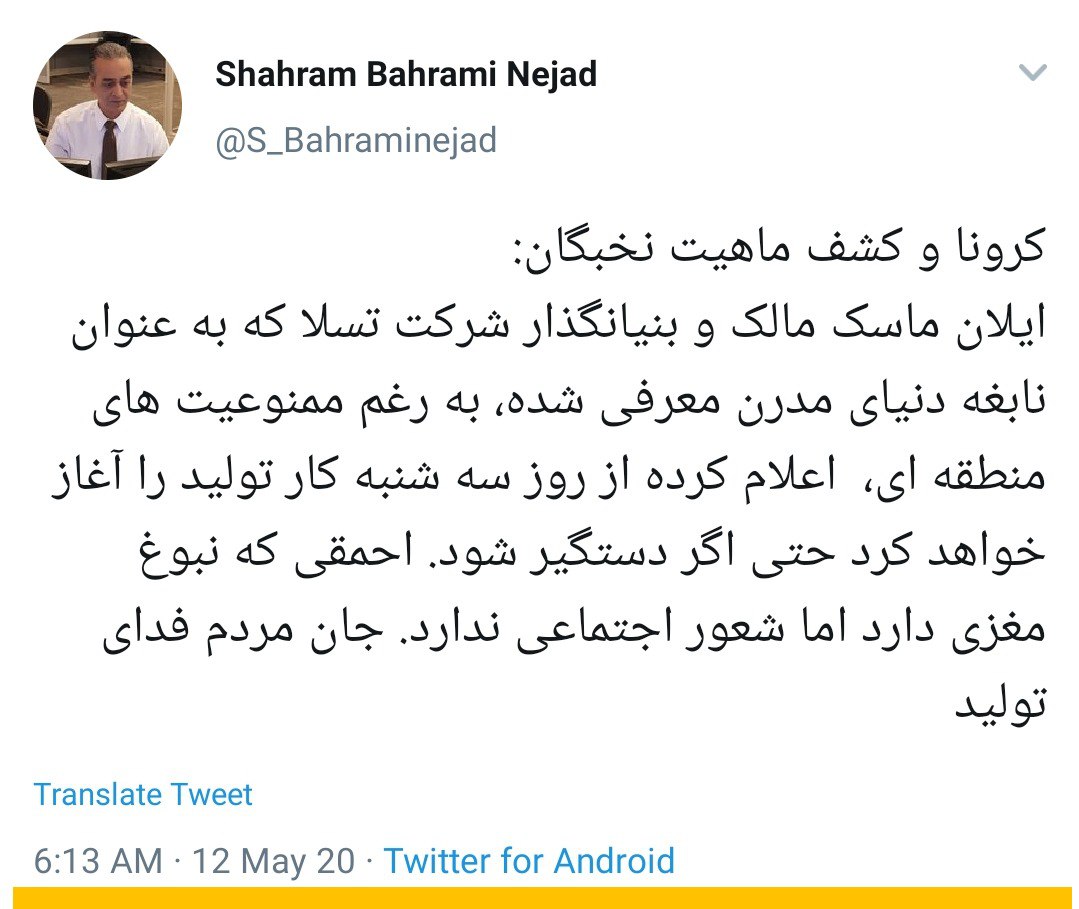 Shahram Bahrami Nejad
@S_Bahraminejad
کرونا و کشف ماهیت نخبگان:
ایلان ماسک مالک و بنیانگذار شرکت تسلا که به عنوان
نابغه دنیای مدرن معرفی شده، به رغم ممنوعیت های
منطقه ای، اعلام کرده از روز سه شنبه کار تولید را آغاز
خواهد کرد حتی اگر دستگیر شود. احمقی که نبوغ
مغزی دارد اما شعور اجتماعی ندارد. جان مردم فدای
تولید
Translate Tweet
6:13 AM · 12 May 20 · Twitter for Android